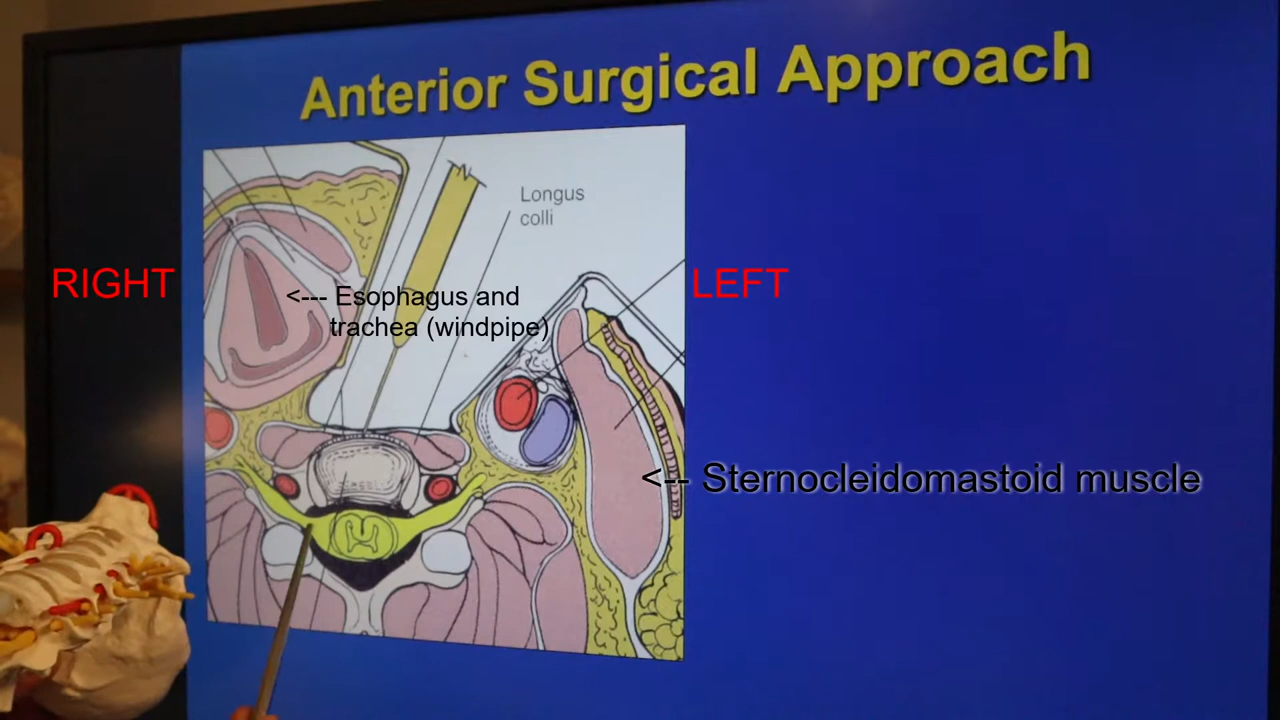 Anterior Surgical Approach
Longus
colli
RIGHT
LEFT
<--- Esophagus and
trachea (windpipe)
<-- Sternocleidomastoid muscle